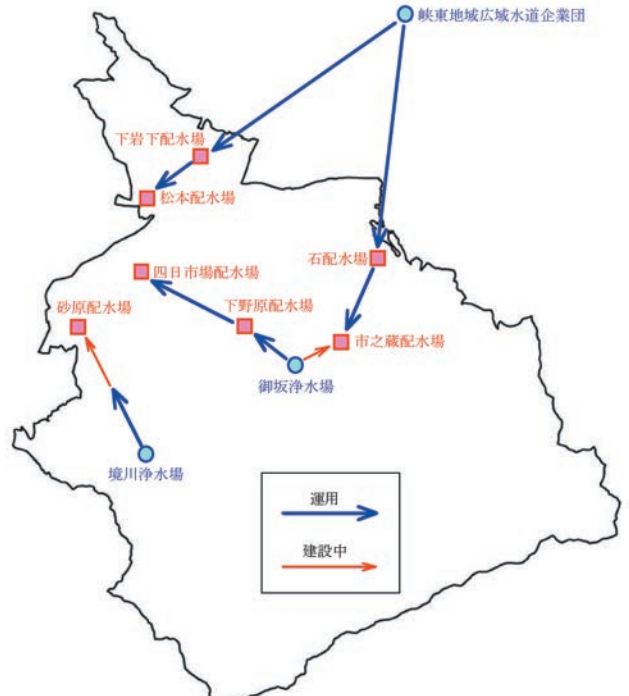 峡東地域広域水道企業団
下岩下配水場
松本配水場
石配水場
四日市場配水場
砂原配水場
下野原配水場
市之蔵配水場
御坂浄水場
境川浄水場
運用
建設中